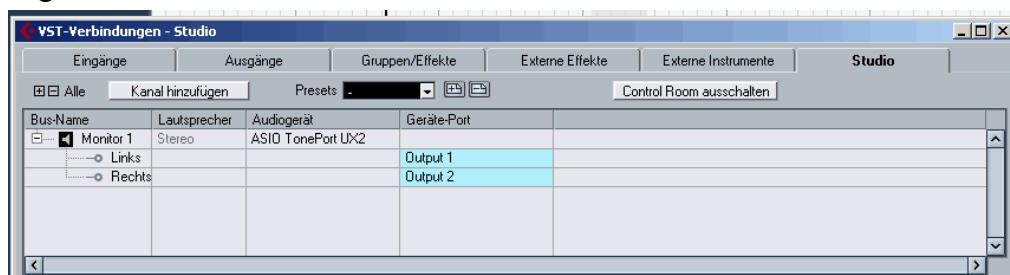 VST-Verbindungen - Studio
Eingänge Ausgänge Gruppen/Effekte Externe Effekte Externe Instrumente Studio
Alle Kanal hinzufügen Presets - Control Room ausschalten
Bus-Name Lautsprecher Audiogerät Geräte-Port
Monitor 1 Stereo ASIO TonePort UX2
Links Output 1
Rechts Output 2